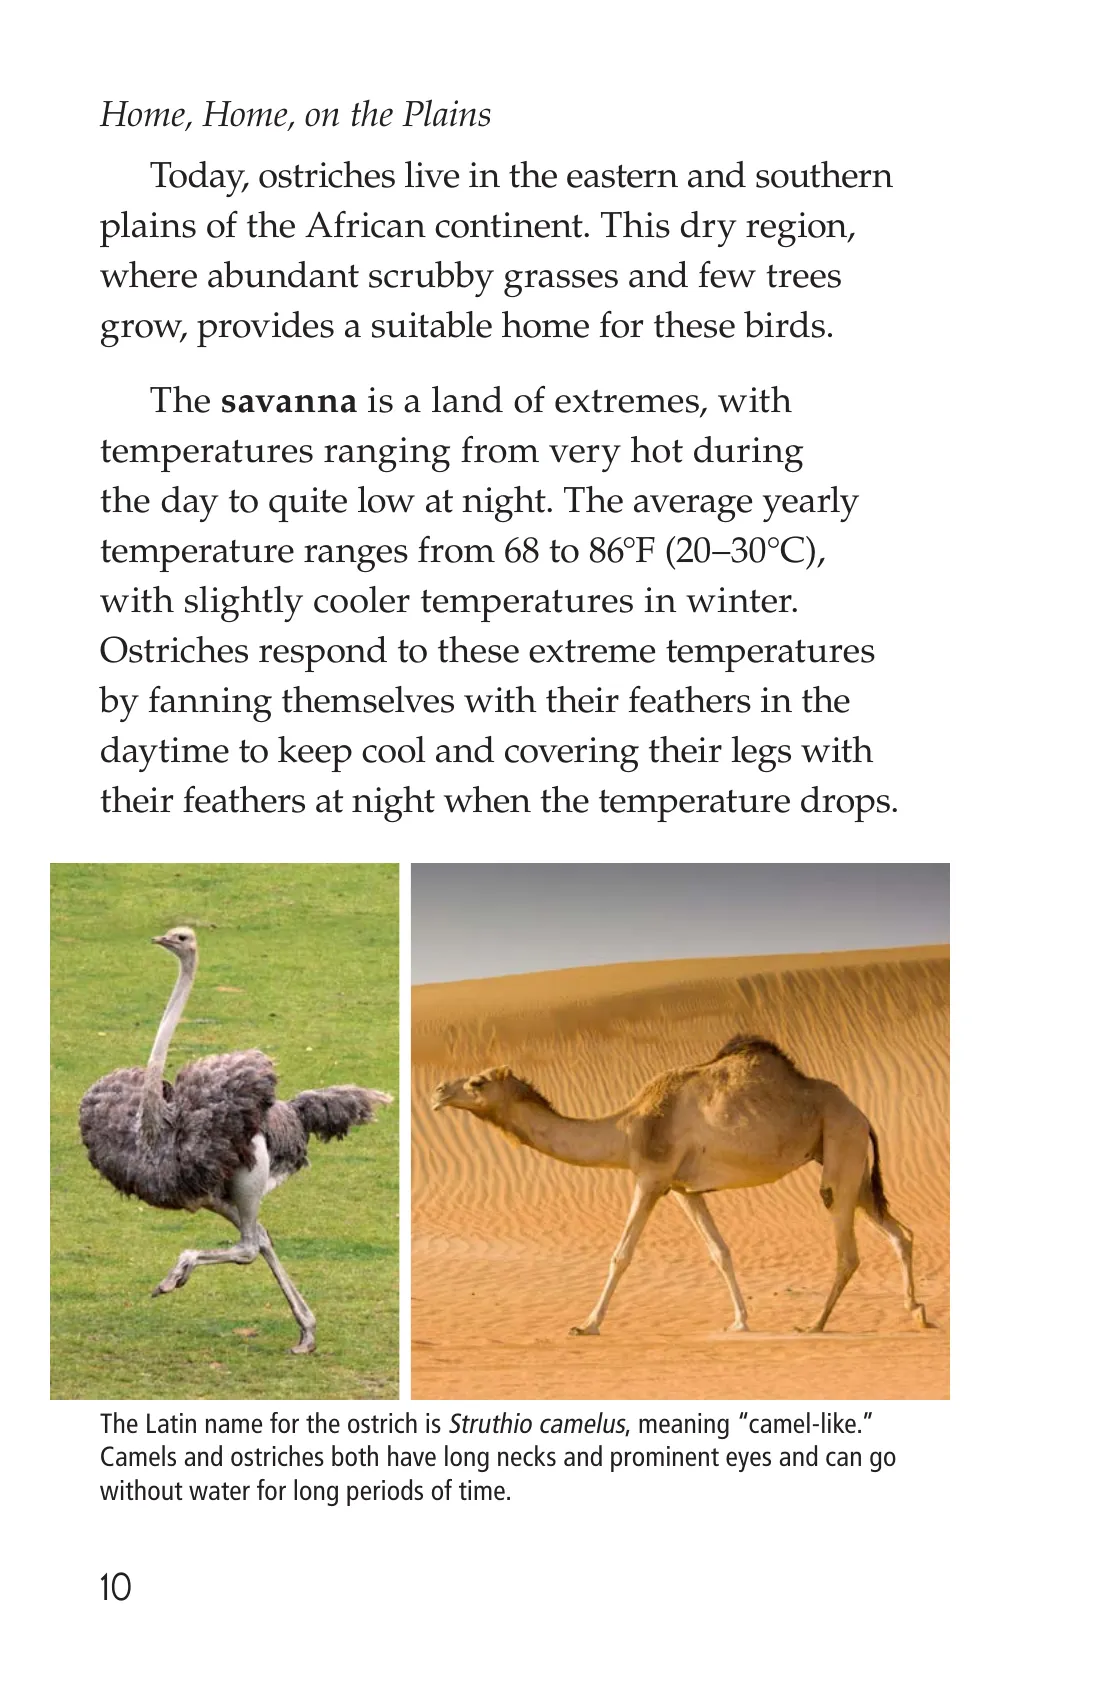 Home, Home, on the Plains
Today, ostriches live in the eastern and southern
plains of the African continent. This dry region,
where abundant scrubby grasses and few trees
grow, provides a suitable home for these birds.
The savanna is a land of extremes, with
temperatures ranging from very hot during
the day to quite low at night. The average yearly
temperature ranges from 68 to 86°F (20–30°C),
with slightly cooler temperatures in winter.
Ostriches respond to these extreme temperatures
by fanning themselves with their feathers in the
daytime to keep cool and covering their legs with
their feathers at night when the temperature drops.
The Latin name for the ostrich is Struthio camelus, meaning “camel-like.”
Camels and ostriches both have long necks and prominent eyes and can go
without water for long periods of time.
10